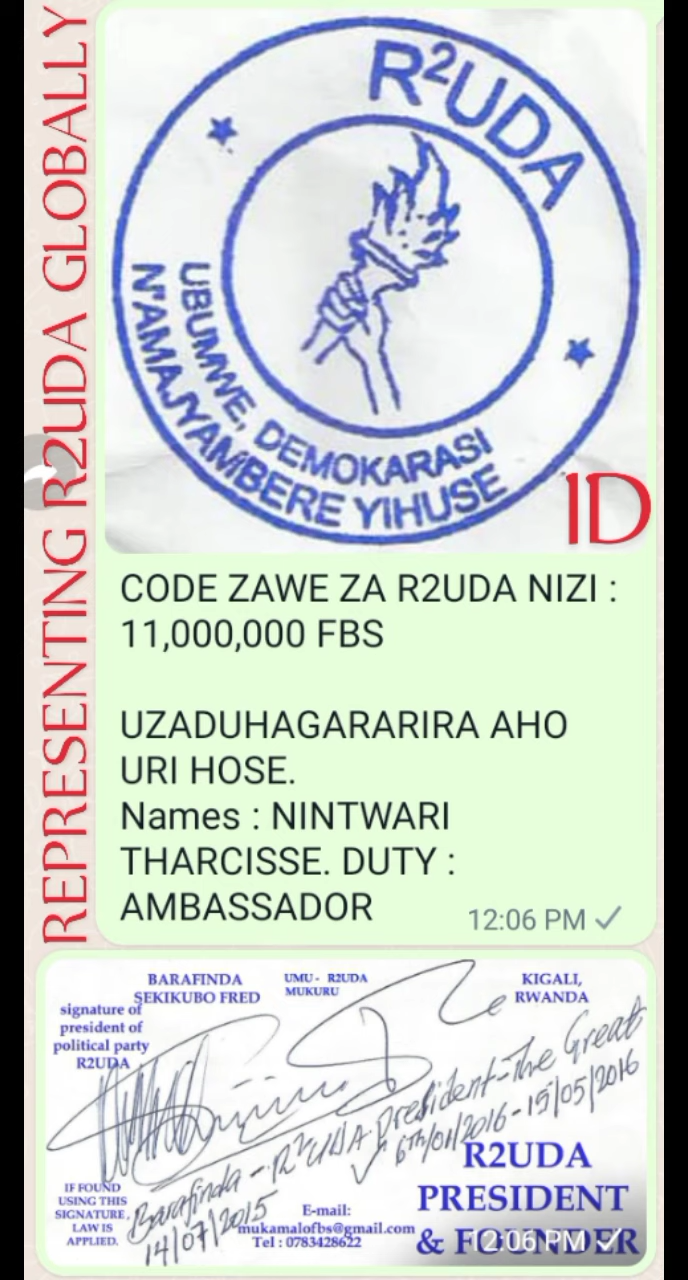 REPRESENTING R2UDA GLOBALLY
R²UDA
UBUMWE, DEMOKARASI
N'AMAJYAMBERE YIHUSE
ID
CODE ZAWE ZA R2UDA NIZI :
11,000,000 FBS
UZADUHAGARARIRA AHO
URI HOSE.
Names : NINTWARI
THARCISSE. DUTY :
AMBASSADOR
12:06 PM
BARAFINDA
SEKIKUBO FRED
UMU - R2UDA
MUKURU
KIGALI,
RWANDA
signature of
president of
political party
R2UDA
Barafinda - R²UDA president-The Great
14/07/2015
6th/01/2016-15/05/2016
IF FOUND
USING THIS
SIGNATURE,
LAW IS
APPLIED.
E-mail:
mukamalofbs@gmail.com
Tel : 0783428622
R2UDA
PRESIDENT
& FOUNDER
12:06 PM